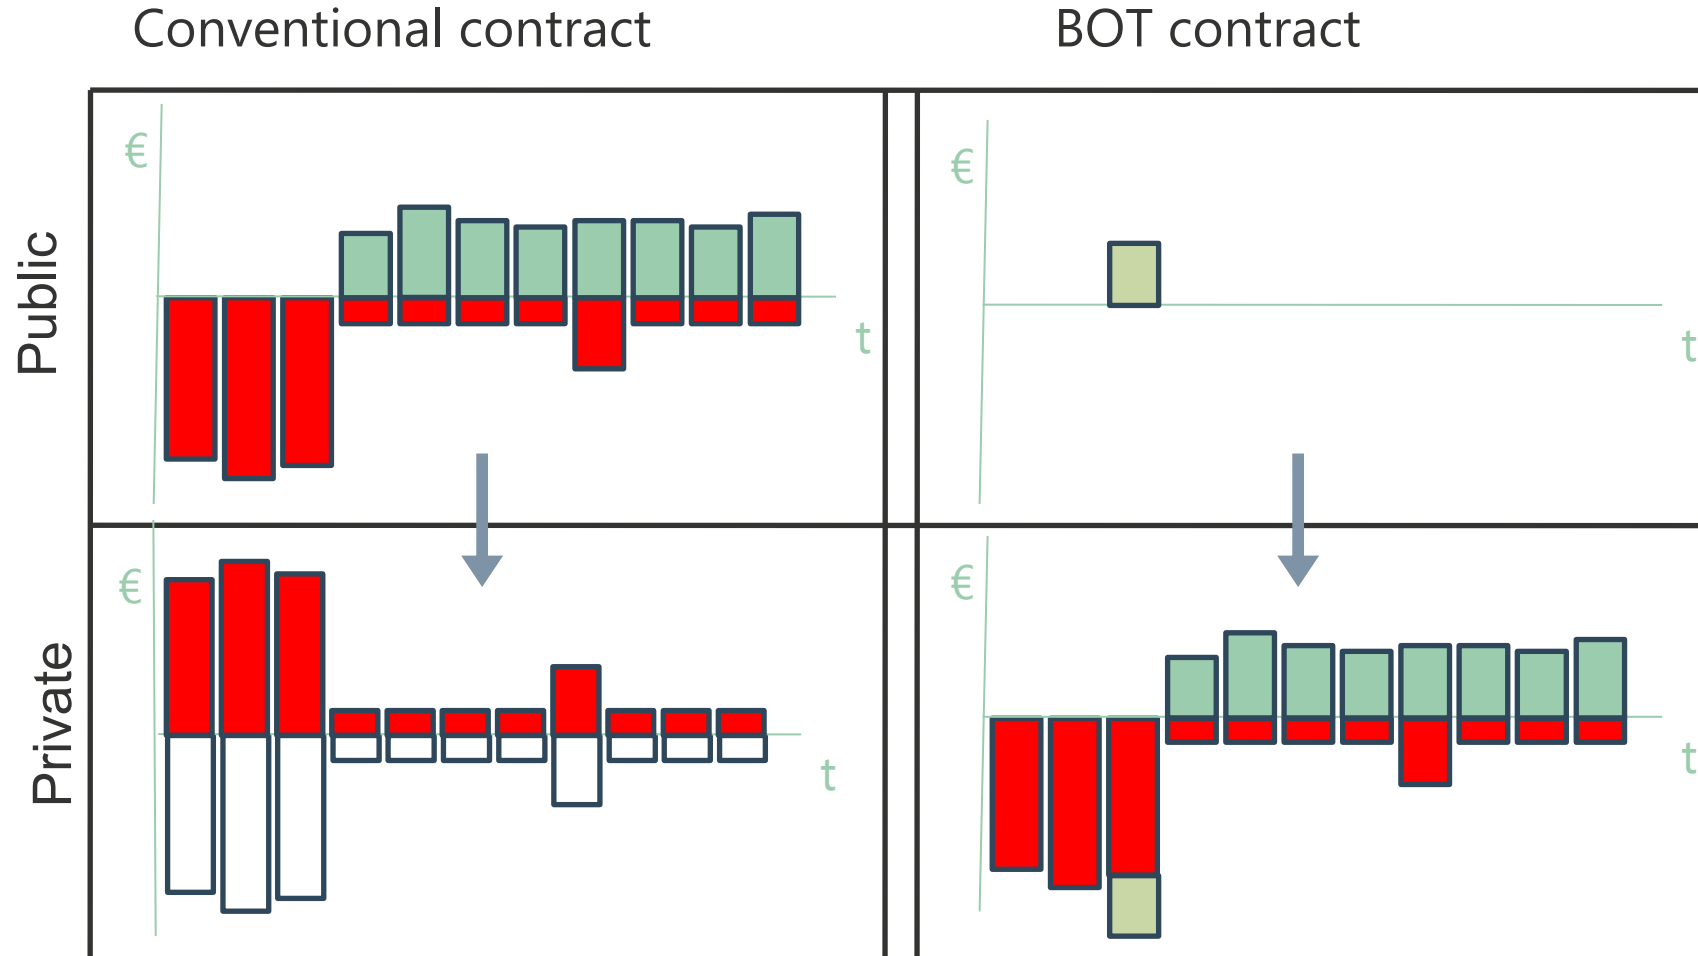 Conventional contract
BOT contract
Public
€
t
€
t
Private
€
t
€
t